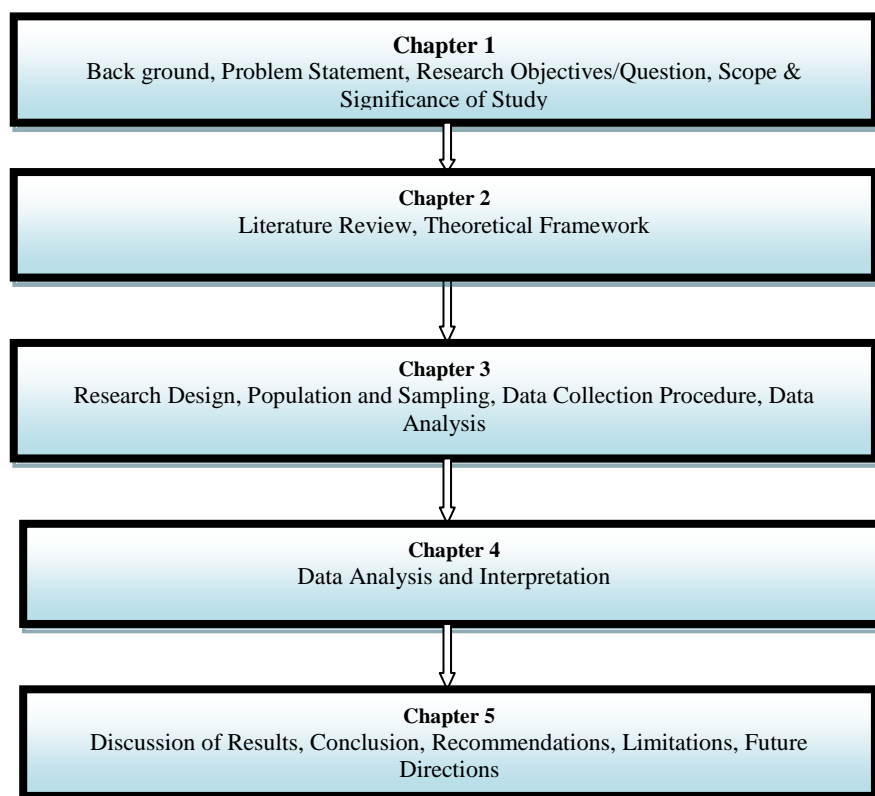 Chapter 1
Back ground, Problem Statement, Research Objectives/Question, Scope &
Significance of Study
Chapter 2
Literature Review, Theoretical Framework
Chapter 3
Research Design, Population and Sampling, Data Collection Procedure, Data
Analysis
Chapter 4
Data Analysis and Interpretation
Chapter 5
Discussion of Results, Conclusion, Recommendations, Limitations, Future
Directions